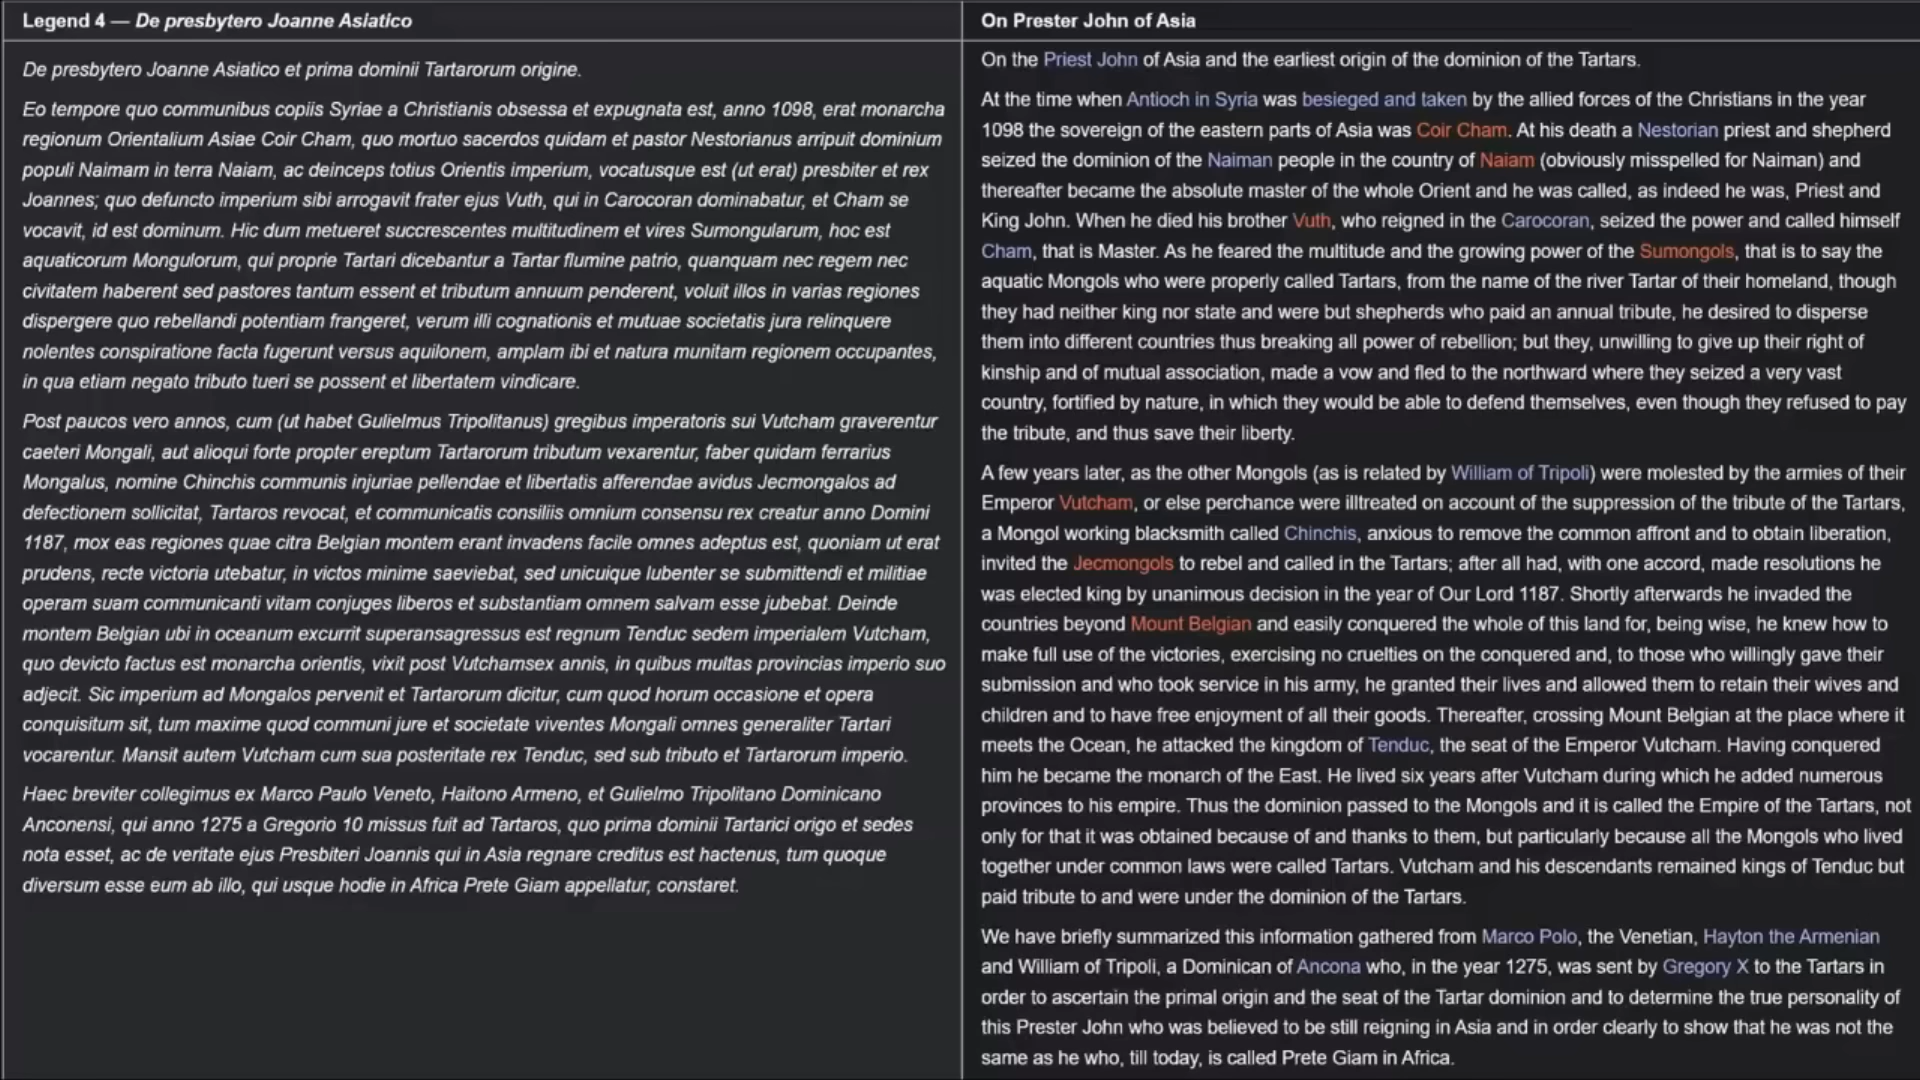 Legend 4 — De presbytero Joanne Asiatico
De presbytero Joanne Asiatico et prima dominii Tartarorum origine.
Eo tempore quo communibus copiis Syriae a Christianis obsessa et expugnata est, anno 1098, erat monarcha
regionum Orientalium Asiae Coir Cham, quo mortuo sacerdos quidam et pastor Nestorianus arripuit dominium
populi Naimam in terra Naiam, ac deinceps totius Orientis imperium, vocatusque est (ut erat) presbiter et rex
Joannes; quo defuncto imperium sibi arrogavit frater ejus Vuth, qui in Carocoran dominabatur, et Cham se
vocavit, id est dominum. Hic dum metueret succrescentes multitudinem et vires Sumongularum, hoc est
aquaticorum Mongulorum, qui proprie Tartari dicebantur a Tartar flumine patrio, quanquam nec regem nec
civitatem haberent sed pastores tantum essent et tributum annuum penderent, voluit illos in varias regiones
dispergere quo rebellandi potentiam frangeret, verum illi cognationis et mutuae societatis jura relinquere
nolentes conspiratione facta fugerunt versus aquilonem, amplam ibi et natura munitam regionem occupantes,
in qua etiam negato tributo tueri se possent et libertatem vindicare.
Post paucos vero annos, cum (ut habet Gulielmus Tripolitanus) gregibus imperatoris sui Vutcham graverentur
caeteri Mongali, aut alioqui forte propter ereptum Tartarorum tributum vexarentur, faber quidam ferrarius
Mongalus, nomine Chinchis communis injuriae pellendae et libertatis afferendae avidus Jecmongalos ad
defectionem sollicitat, Tartaros revocat, et communicatis consiliis omnium consensu rex creatur anno Domini
1187, mox eas regiones quae citra Belgian montem erant invadens facile omnes adeptus est, quoniam ut erat
prudens, recte victoria utebatur, in victos minime saeviebat, sed unicuique lubenter se submittendi et militiae
operam suam communicanti vitam conjuges liberos et substantiam omnem salvam esse jubebat. Deinde
montem Belgian ubi in oceanum excurrit superansagressus est regnum Tenduc sedem imperialem Vutcham,
quo devicto factus est monarcha orientis, vixit post Vutchamsex annis, in quibus multas provincias imperio suo
adjecit. Sic imperium ad Mongalos pervenit et Tartarorum dicitur, cum quod horum occasione et opera
conquisitum sit, tum maxime quod communi jure et societate viventes Mongali omnes generaliter Tartari
vocarentur. Mansit autem Vutcham cum sua posteritate rex Tenduc, sed sub tributo et Tartarorum imperio.
Haec breviter collegimus ex Marco Paulo Veneto, Haitono Armeno, et Gulielmo Tripolitano Dominicano
Anconensi, qui anno 1275 a Gregorio 10 missus fuit ad Tartaros, quo prima dominii Tartarici origo et sedes
nota esset, ac de veritate ejus Presbiteri Joannis qui in Asia regnare creditus est hactenus, tum quoque
diversum esse eum ab illo, qui usque hodie in Africa Prete Giam appellatur, constaret.
On Prester John of Asia
On the Priest John of Asia and the earliest origin of the dominion of the Tartars.
At the time when Antioch in Syria was besieged and taken by the allied forces of the Christians in the year
1098 the sovereign of the eastern parts of Asia was Coir Cham. At his death a Nestorian priest and shepherd
seized the dominion of the Naiman people in the country of Naiam (obviously misspelled for Naiman) and
thereafter became the absolute master of the whole Orient and he was called, as indeed he was, Priest and
King John. When he died his brother Vuth, who reigned in the Carocoran, seized the power and called himself
Cham, that is Master. As he feared the multitude and the growing power of the Sumongols, that is to say the
aquatic Mongols who were properly called Tartars, from the name of the river Tartar of their homeland, though
they had neither king nor state and were but shepherds who paid an annual tribute, he desired to disperse
them into different countries thus breaking all power of rebellion; but they, unwilling to give up their right of
kinship and of mutual association, made a vow and fled to the northward where they seized a very vast
country, fortified by nature, in which they would be able to defend themselves, even though they refused to pay
the tribute, and thus save their liberty.
A few years later, as the other Mongols (as is related by William of Tripoli) were molested by the armies of their
Emperor Vutcham, or else perchance were illtreated on account of the suppression of the tribute of the Tartars,
a Mongol working blacksmith called Chinchis, anxious to remove the common affront and to obtain liberation,
invited the Jecmongols to rebel and called in the Tartars; after all had, with one accord, made resolutions he
was elected king by unanimous decision in the year of Our Lord 1187. Shortly afterwards he invaded the
countries beyond Mount Belgian and easily conquered the whole of this land for, being wise, he knew how to
make full use of the victories, exercising no cruelties on the conquered and, to those who willingly gave their
submission and who took service in his army, he granted their lives and allowed them to retain their wives and
children and to have free enjoyment of all their goods. Thereafter, crossing Mount Belgian at the place where it
meets the Ocean, he attacked the kingdom of Tenduc, the seat of the Emperor Vutcham. Having conquered
him he became the monarch of the East. He lived six years after Vutcham during which he added numerous
provinces to his empire. Thus the dominion passed to the Mongols and it is called the Empire of the Tartars, not
only for that it was obtained because of and thanks to them, but particularly because all the Mongols who lived
together under common laws were called Tartars. Vutcham and his descendants remained kings of Tenduc but
paid tribute to and were under the dominion of the Tartars.
We have briefly summarized this information gathered from Marco Polo, the Venetian, Hayton the Armenian
and William of Tripoli, a Dominican of Ancona who, in the year 1275, was sent by Gregory X to the Tartars in
order to ascertain the primal origin and the seat of the Tartar dominion and to determine the true personality of
this Prester John who was believed to be still reigning in Asia and in order clearly to show that he was not the
same as he who, till today, is called Prete Giam in Africa.